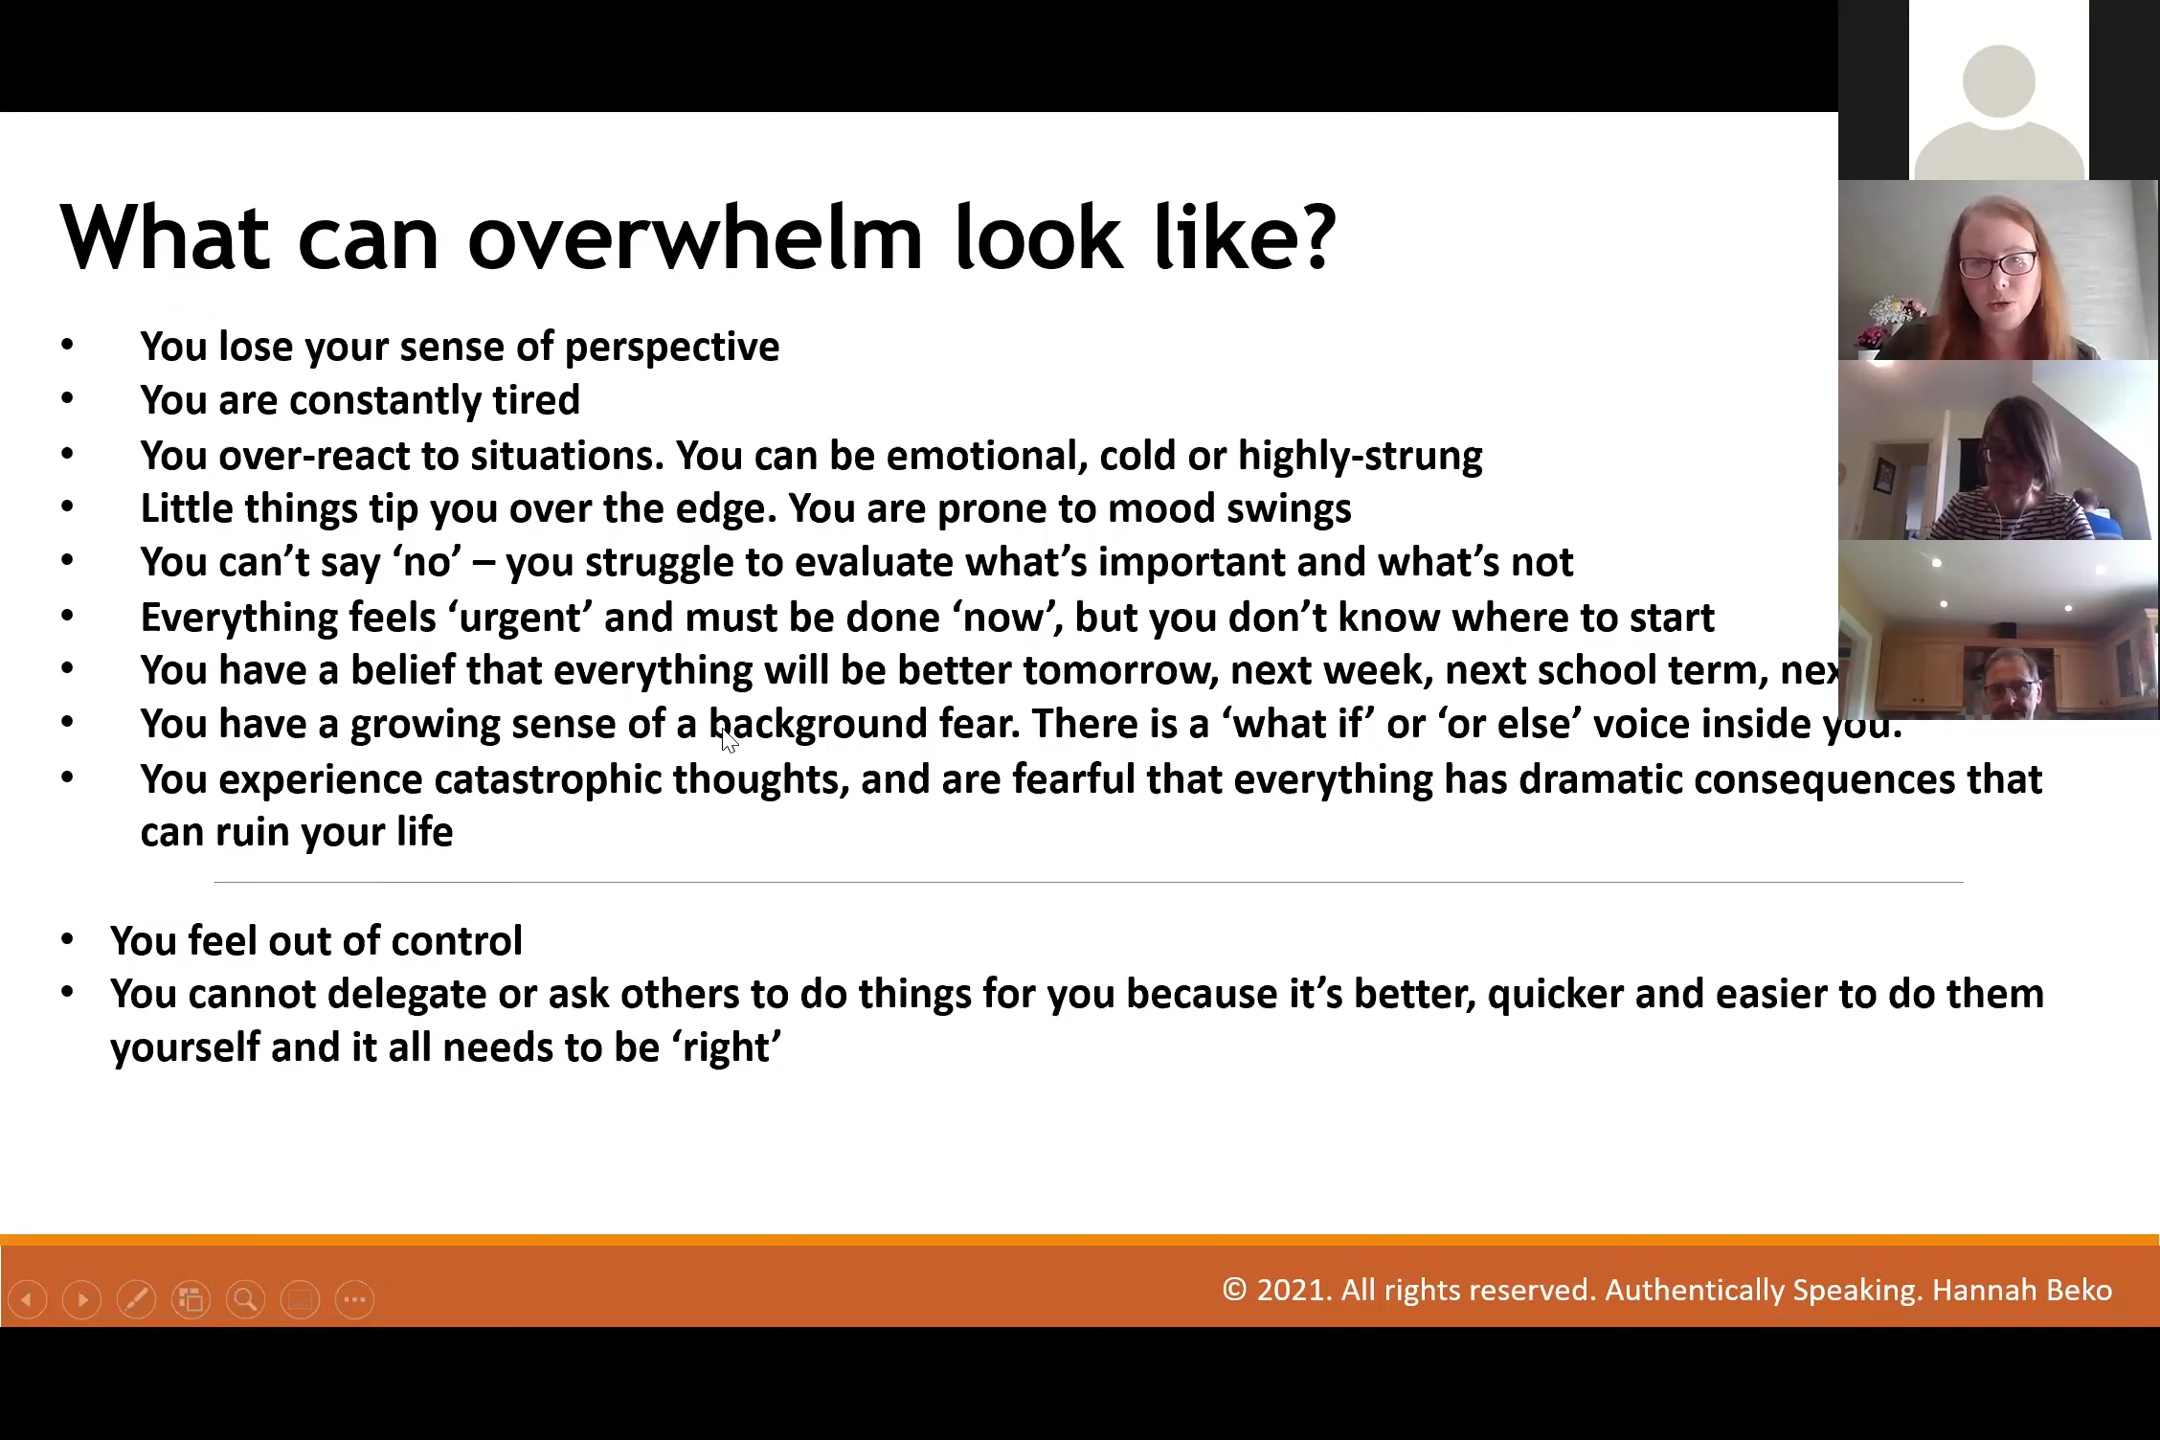 What can overwhelm look like?
• You lose your sense of perspective
• You are constantly tired
• You over-react to situations. You can be emotional, cold or highly-strung
• Little things tip you over the edge. You are prone to mood swings
• You can’t say ‘no’ – you struggle to evaluate what’s important and what’s not
• Everything feels ‘urgent’ and must be done ‘now’, but you don’t know where to start
• You have a belief that everything will be better tomorrow, next week, next school term,
• You have a growing sense of a background fear. There is a ‘what if’ or ‘or else’ voice inside you.
• You experience catastrophic thoughts, and are fearful that everything has dramatic consequences that
can ruin your life
• You feel out of control
• You cannot delegate or ask others to do things for you because it’s better, quicker and easier to do them
yourself and it all needs to be ‘right’
© 2021. All rights reserved. Authentically Speaking. Hannah Beko